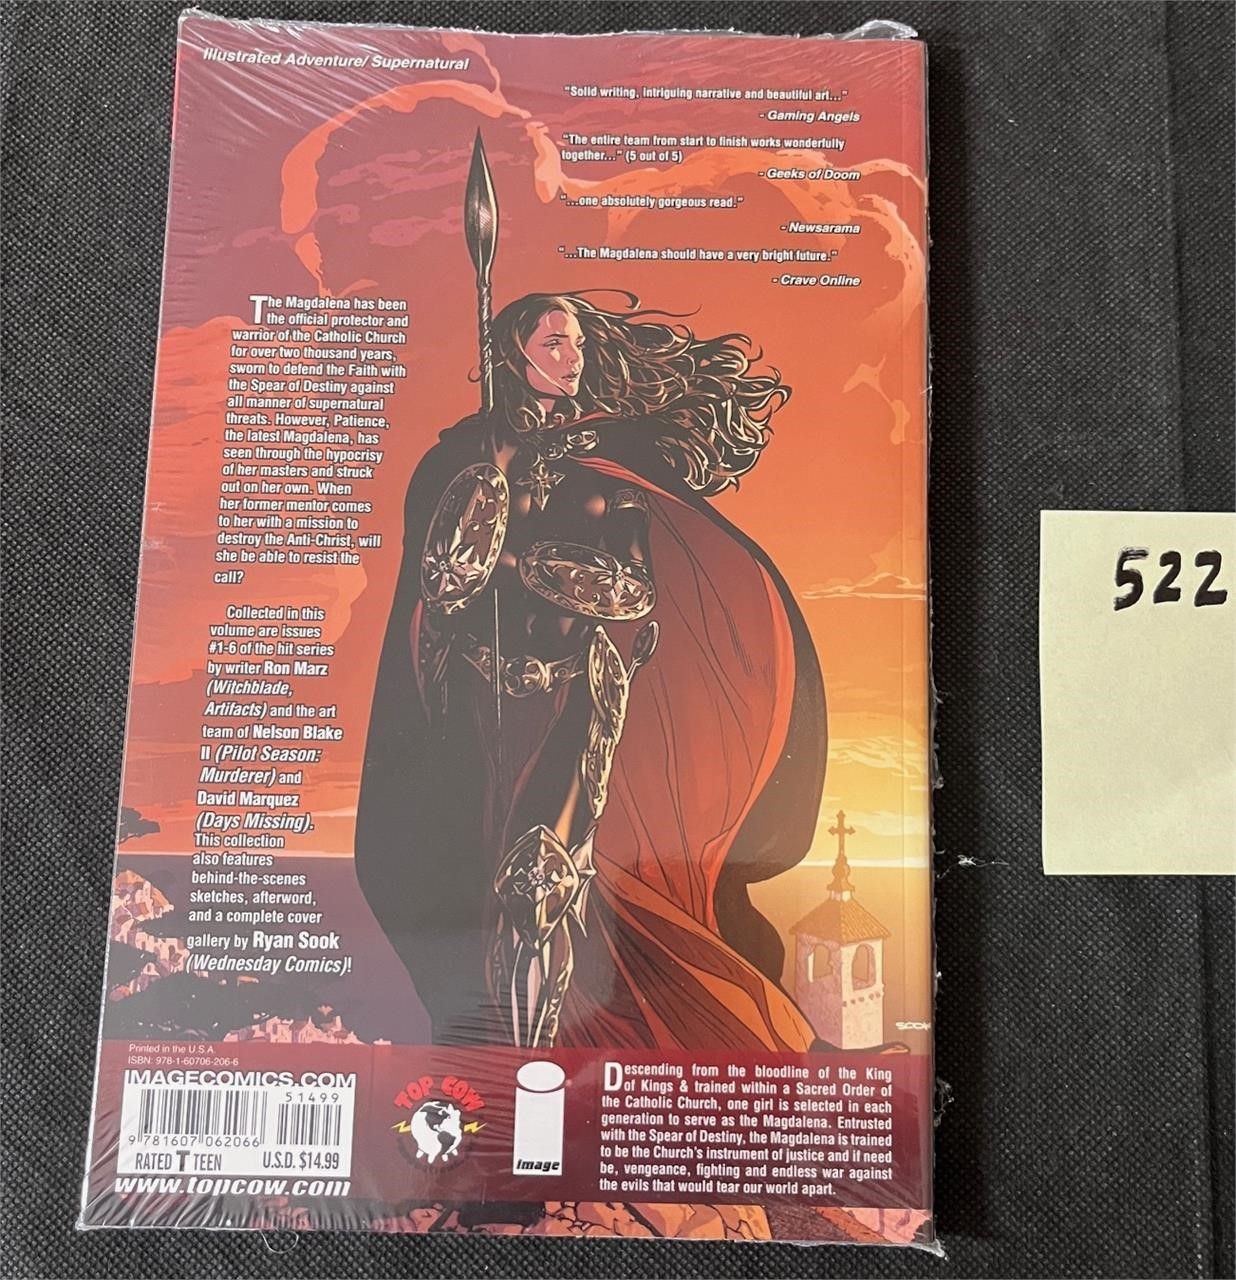 Illustrated Adventure/ Supernatural
"Solid writing, intriguing narrative and beautiful art..."
- Gaming Angels
"The entire team from start to finish works wonderfully
together..." (5 out of 5)
- Geeks of Doom
"...one absolutely gorgeous read."
- Newsarama
"...The Magdalena should have a very bright future."
- Crave Online
The Magdalena has been
the official protector and
warrior of the Catholic Church
for over two thousand years,
sworn to defend the Faith with
the Spear of Destiny against
all manner of supernatural
threats. However, Patience,
the latest Magdalena, has
seen through the hypocrisy
of her masters and struck
out on her own. When
her former mentor comes
to her with a mission to
destroy the Anti-Christ, will
she be able to resist the
call?
Collected in this
volume are issues
#1-6 of the hit series
by writer Ron Marz
(Witchblade,
Artifacts) and the art
team of Nelson Blake
II (Pilot Season:
Murderer) and
David Marquez
(Days Missing).
This collection
also features
behind-the-scenes
sketches, afterword,
and a complete cover
gallery by Ryan Sook
(Wednesday Comics)!
SOOK
Printed in the U.S.A.
ISBN: 978-1-60706-206-6
IMAGECOMICS.COM
51499
9 781607 062066
RATED T TEEN U.S.D. $14.99
www.topcow.com
TOP COW
image
Descending from the bloodline of the King
of Kings & trained within a Sacred Order of
the Catholic Church, one girl is selected in each
generation to serve as the Magdalena. Entrusted
with the Spear of Destiny, the Magdalena is trained
to be the Church's instrument of justice and if need
be, vengeance, fighting and endless war against
the evils that would tear our world apart.
522